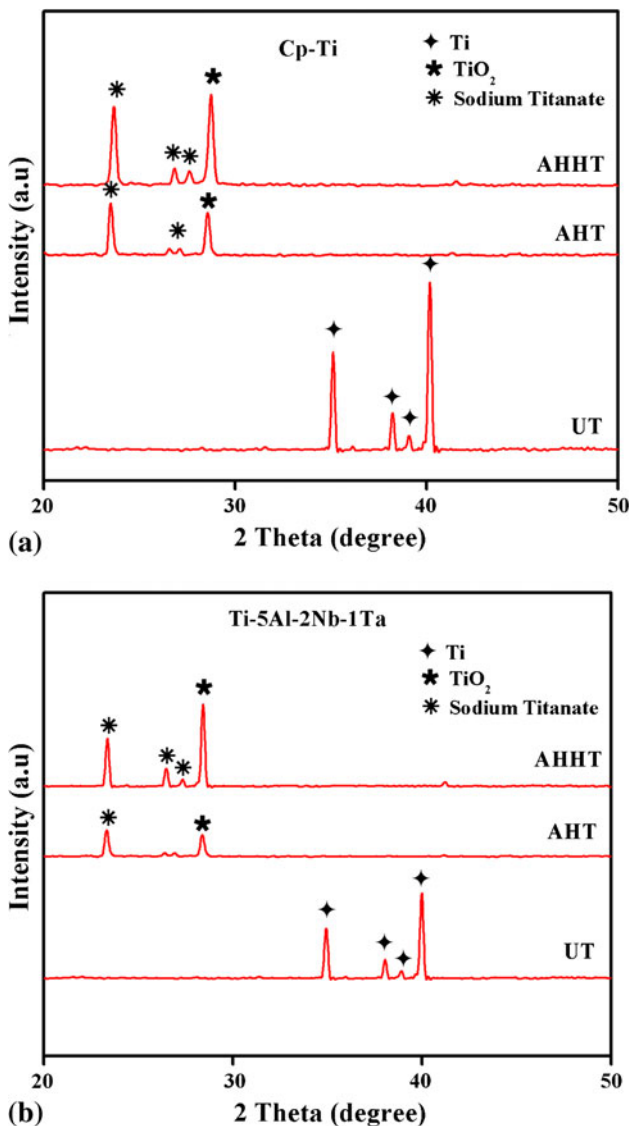 Cp-Ti
Ti
TiO2
Sodium Titanate
AHHT
AHT
UT
Intensity (a.u)
20 30 40 50
2 Theta (degree)
(a)
Ti-5Al-2Nb-1Ta
Ti
TiO2
Sodium Titanate
AHHT
AHT
UT
Intensity (a.u)
20 30 40 50
2 Theta (degree)
(b)